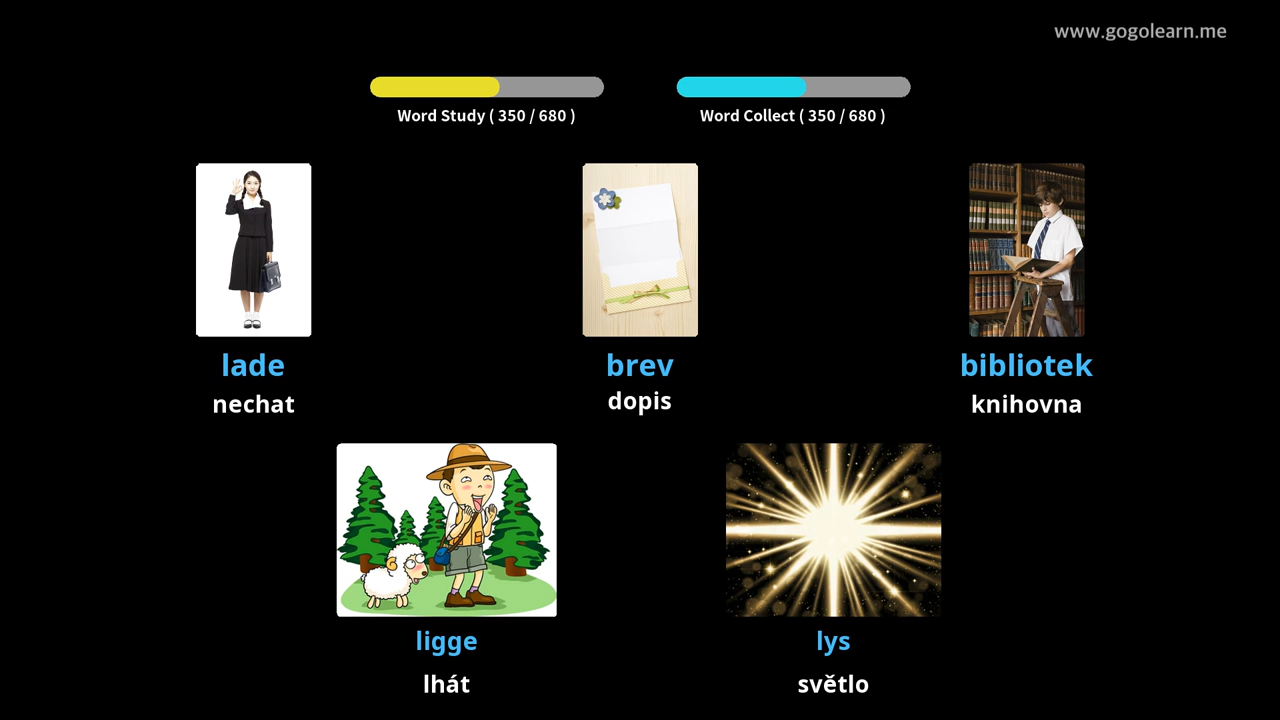 www.gogolearn.me
Word Study ( 350 / 680 )
Word Collect ( 350 / 680 )
lade
nechat
brev
dopis
bibliotek
knihovna
ligge
lhát
lys
světlo